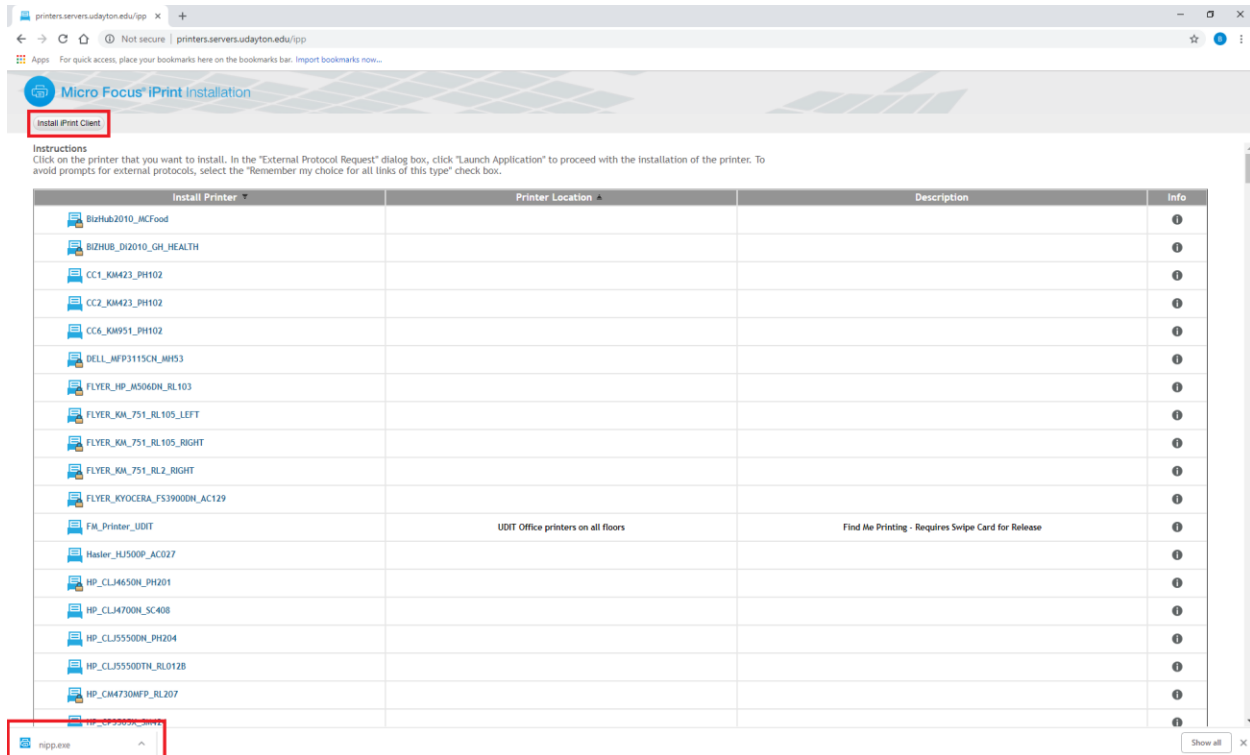 printers.servers.udayton.edu/ipp
Not secure | printers.servers.udayton.edu/ipp
B
Apps For quick access, place your bookmarks here on the bookmarks bar. Import bookmarks now...
Micro Focus® iPrint Installation
Install iPrint Client
Instructions
Click on the printer that you want to install. In the "External Protocol Request" dialog box, click "Launch Application" to proceed with the installation of the printer. To
avoid prompts for external protocols, select the "Remember my choice for all links of this type" check box.
Install Printer Printer Location Description Info
BizHub2010_MCFood
BIZHUB_DI2010_GH_HEALTH
CC1_KM423_PH102
CC2_KM423_PH102
CC6_KM951_PH102
DELL_MFP3115CN_MH53
FLYER_HP_M506DN_RL103
FLYER_KM_751_RL105_LEFT
FLYER_KM_751_RL105_RIGHT
FLYER_KM_751_RL2_RIGHT
FLYER_KYOCERA_FS3900DN_AC129
FM_Printer_UDIT UDIT Office printers on all floors Find Me Printing - Requires Swipe Card for Release
Hasler_HJ500P_AC027
HP_CLJ4650N_PH201
HP_CLJ4700N_SC408
HP_CLJ5550DN_PH204
HP_CLJ5550DTN_RL012B
HP_CM4730MFP_RL207
nipp.exe Show all